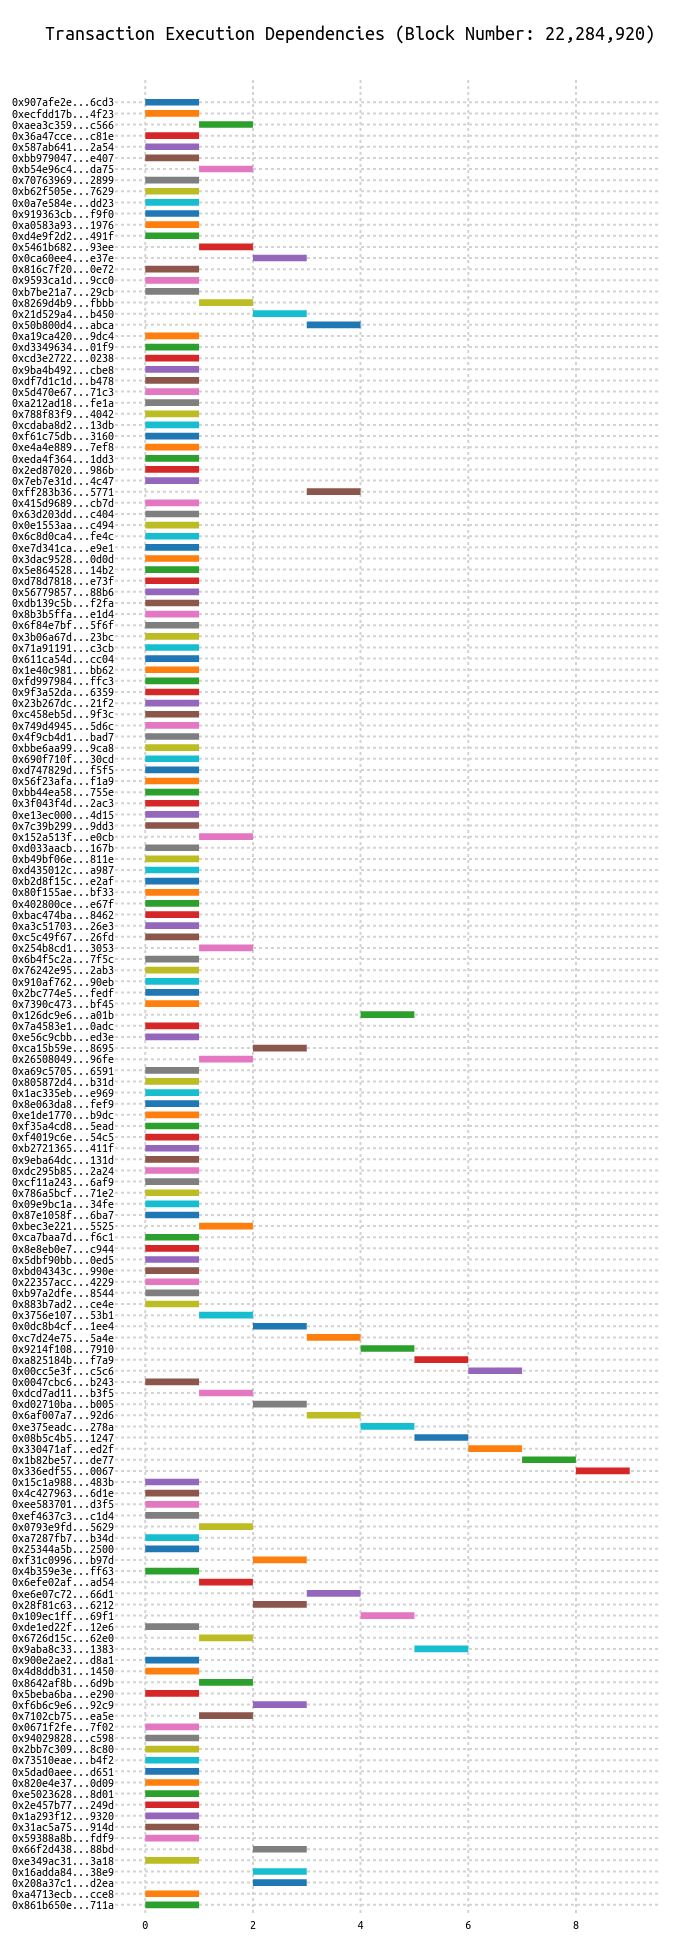 Transaction Execution Dependencies (Block Number: 22,284,920)
0x907afe2e...6cd3
0xecfdd17b...4f23
0xaea3c359...c566
0x36a47cce...c81e
0x587ab641...2a54
0xbb979047...e407
0xb54e96c4...da75
0x70763969...2899
0xb62f505e...7629
0x0a7e584e...dd23
0x919363cb...f9f0
0xa0583a93...1976
0xd4e9f2d2...491f
0x5461b682...93ee
0x0ca60ee4...e37e
0x816c7f20...0e72
0x9593ca1d...9cc0
0xb7be21a7...29cb
0x8269d4b9...fbbb
0x21d529a4...b450
0x50b800d4...abca
0xa19ca420...9dc4
0xd3349634...01f9
0xcd3e2722...0238
0x9ba4b492...cbe8
0xdf7d1c1d...b478
0x5d470e67...71c3
0xa212ad18...fe1a
0x788f83f9...4042
0xcdaba8d2...13db
0xf61c75db...3160
0xe4a4e889...7ef8
0xeda4f364...1dd3
0x2ed87020...986b
0x7eb7e31d...4c47
0xff283b36...5771
0x415d9689...cb7d
0x63d203dd...c404
0x0e1553aa...c494
0x6c8d0ca4...fe4c
0xe7d341ca...e9e1
0x3dac9528...0d0d
0x5e864528...14b2
0xd78d7818...e73f
0x56779857...88b6
0xdb139c5b...f2fa
0x8b3b5ffa...e1d4
0x6f84e7bf...5f6f
0x3b06a67d...23bc
0x71a91191...c3cb
0x611ca54d...cc04
0x1e40c981...bb62
0xfd997984...ffc3
0x9f3a52da...6359
0x23b267dc...21f2
0xc458eb5d...9f3c
0x749d4945...5d6c
0x4f9cb4d1...bad7
0xbbe6aa99...9ca8
0x690f710f...30cd
0xd747829d...f5f5
0x56f23afa...f1a9
0xbb44ea58...755e
0x3f043f4d...2ac3
0xe13ec000...4d15
0x7c39b299...9dd3
0x152a513f...e0cb
0xd033aacb...167b
0xb49bf06e...811e
0xd435012c...a987
0xb2d8f15c...e2af
0x80f155ae...bf33
0x402800ce...e67f
0xbac474ba...8462
0xa3c51703...26e3
0xc5c49f67...26fd
0x254b8cd1...3053
0x6b4f5c2a...7f5c
0x76242e95...2ab3
0x910af762...90eb
0x2bc774e5...fedf
0x7390c473...bf45
0x126dc9e6...a01b
0x7a4583e1...0adc
0xe56c9cbb...ed3e
0xca15b59e...8695
0x26508049...96fe
0xa69c5705...6591
0x805872d4...b31d
0x1ac335eb...e969
0x8e063da8...fef9
0xe1de1770...b9dc
0xf35a4cd8...5ead
0xf4019c6e...54c5
0xb2721365...411f
0x9eba64dc...131d
0xdc295b85...2a24
0xcf11a243...6af9
0x786a5bcf...71e2
0x09e9bc1a...34fe
0x87e1058f...6ba7
0xbec3e221...5525
0xca7baa7d...f6c1
0x8e8eb0e7...c944
0x5dbf90bb...0ed5
0xbd04343c...990e
0x22357acc...4229
0xb97a2dfe...8544
0x883b7ad2...ce4e
0x3756e107...53b1
0x0dc8b4cf...1ee4
0xc7d24e75...5a4e
0x9214f108...7910
0xa825184b...f7a9
0x00cc5e3f...c5c6
0x0047cbc6...b243
0xdcd7ad11...b3f5
0xd02710ba...b005
0x6af007a7...92d6
0xe375eadc...278a
0x08b5c4b5...1247
0x330471af...ed2f
0x1b82be57...de77
0x336edf55...0067
0x15c1a988...483b
0x4c427963...6d1e
0xee583701...d3f5
0xef4637c3...c1d4
0x0793e9fd...5629
0xa7287fb7...b34d
0x25344a5b...2500
0xf31c0996...b97d
0x4b359e3e...ff63
0x6efe02af...ad54
0xe6e07c72...66d1
0x28f81c63...6212
0x109ec1ff...69f1
0xde1ed22f...12e6
0x6726d15c...62e0
0x9aba8c33...1383
0x900e2ae2...d8a1
0x4d8ddb31...1450
0x8642af8b...6d9b
0x5beba6ba...e290
0xf6b6c9e6...92c9
0x7102cb75...ea5e
0x0671f2fe...7f02
0x94029828...c598
0x2bb7c309...8c80
0x73510eae...b4f2
0x5dad0aee...d651
0x820e4e37...0d09
0xe5023628...8d01
0x2e457b77...249d
0x1a293f12...9320
0x31ac5a75...914d
0x59388a8b...fdf9
0x66f2d438...88bd
0xe349ac31...3a18
0x16adda84...38e9
0x208a37c1...d2ea
0xa4713ecb...cce8
0x861b650e...711a
0 2 4 6 8